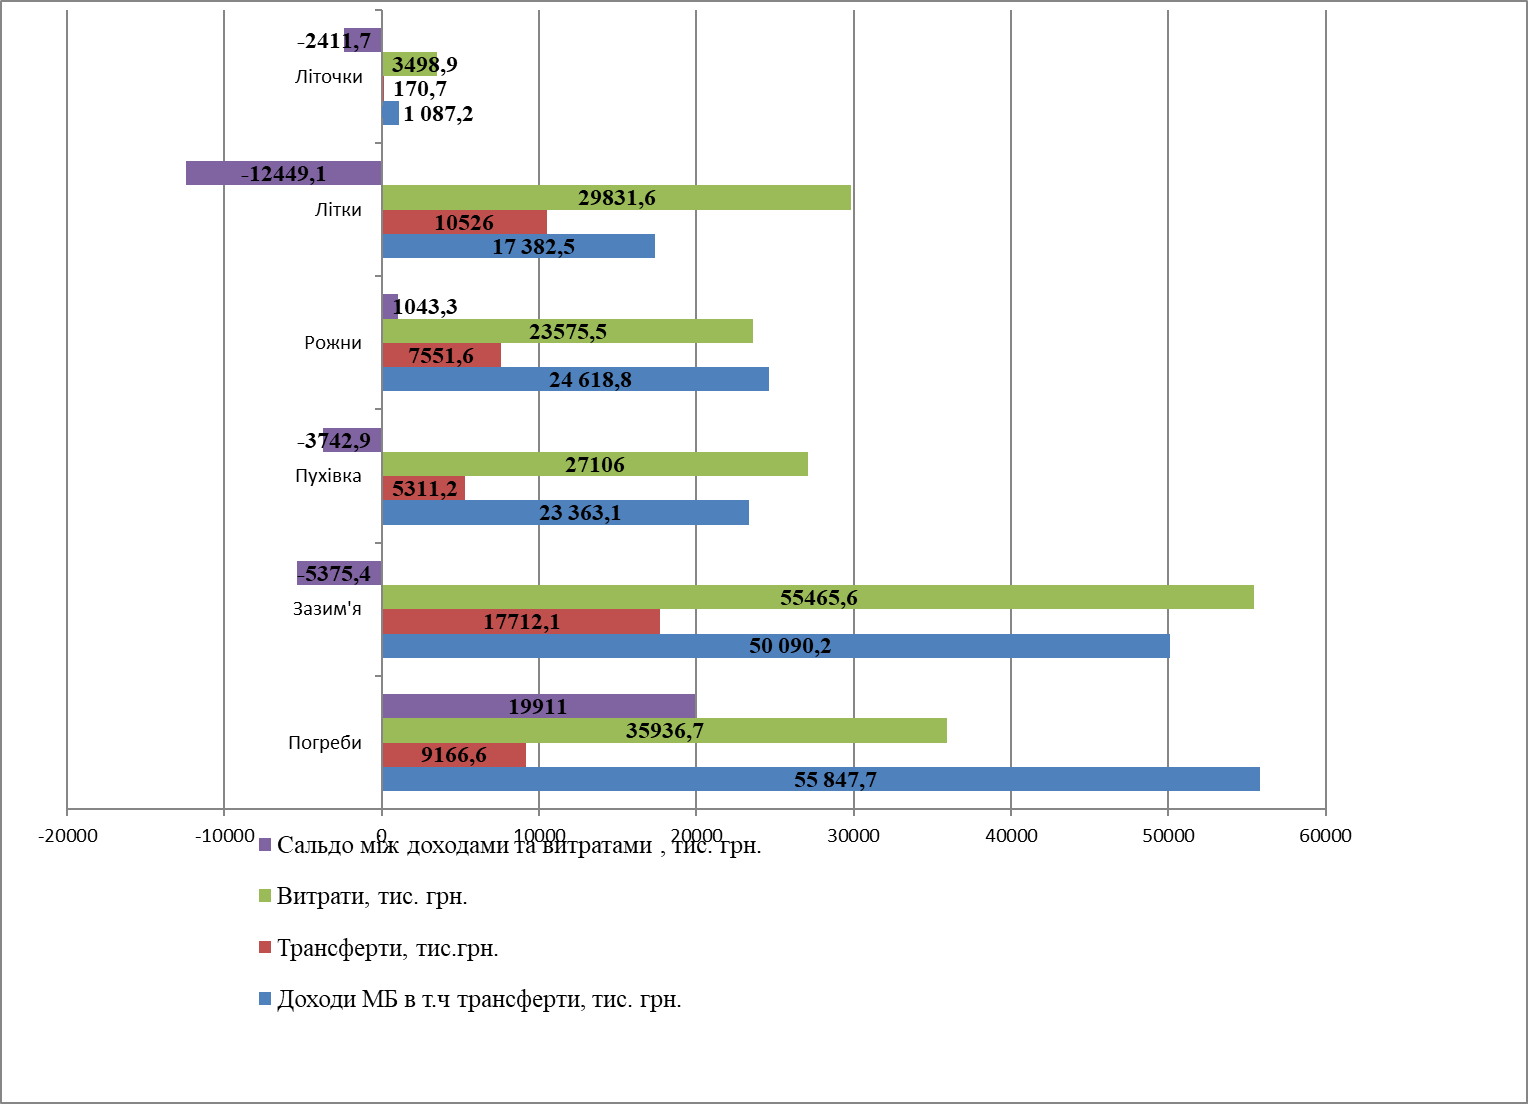 -2411,7
3498,9
Літочки
170,7
1 087,2
-12449,1
29831,6
Літки
10526
17 382,5
1043,3
23575,5
Рожни
7551,6
24 618,8
-3742,9
27106
Пухівка
5311,2
23 363,1
-5375,4
55465,6
Зазим'я
17712,1
50 090,2
19911
35936,7
Погреби
9166,6
55 847,7
-20000 -10000 0 10000 20000 30000 40000 50000 60000
Сальдо між доходами та витратами , тис. грн.
Витрати, тис. грн.
Трансферти, тис.грн.
Доходи МБ в т.ч трансферти, тис. грн.